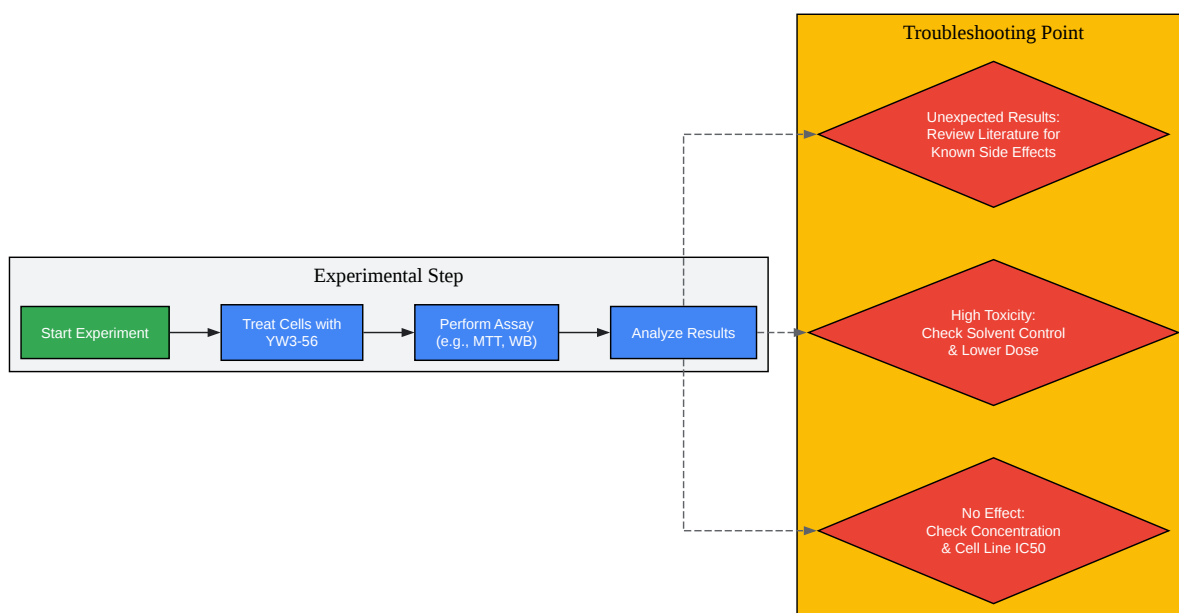 Troubleshooting Point
Unexpected Results:
Review Literature for
Known Side Effects
Experimental Step
Start Experiment
Treat Cells with
YW3-56
Perform Assay
(e.g., MTT, WB)
Analyze Results
High Toxicity:
Check Solvent Control
& Lower Dose
No Effect:
Check Concentration
& Cell Line IC50